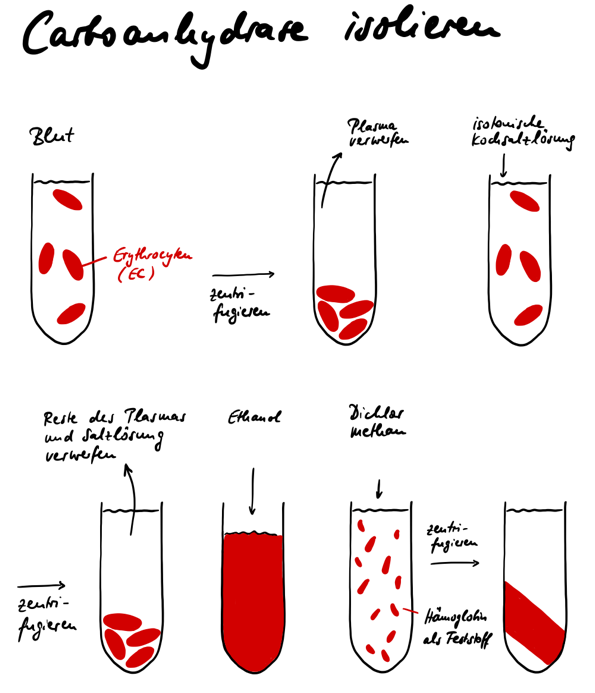 Carboanhydrase isolieren
Blut
Erythrocyten
(EC)
zentri-
fugieren
Plasma
verwerfen
isotonische
Kochsalzlösung
zentri-
fugieren
Reste des Plasmas
und Salzlösung
verwerfen
Ethanol
Dichlor
methan
Hämoglobin
als Feststoff
zentri-
fugieren